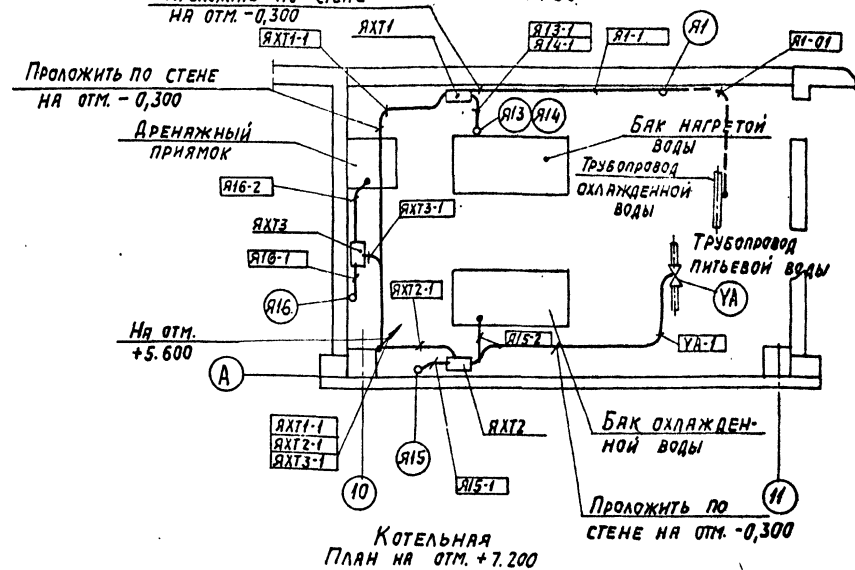 НА ОТМ. -0,300
ЯХТ1-1
ЯХТ1
Я13-1
Я14-1
Я1-1
Я1
Я1-01
ПРОЛОЖИТЬ ПО СТЕНЕ
НА ОТМ. - 0,300
ДРЕНАЖНЫЙ
ПРИЯМОК
Я13
Я14
БАК НАГРЕТОЙ
ВОДЫ
ТРУБОПРОВОД
ОХЛАЖДЕННОЙ
ВОДЫ
Я16-2
ЯХТ3
ЯХТ3-1
Я16-1
Я16
ТРУБОПРОВОД
ПИТЬЕВОЙ ВОДЫ
YA
ЯХТ2-1
Я15-2
YA-1
НА ОТМ.
+5.600
А
ЯХТ1-1
ЯХТ2-1
ЯХТ3-1
Я15
ЯХТ2
БАК ОХЛАЖДЕН-
НОЙ ВОДЫ
10
Я15-1
11
ПРОЛОЖИТЬ ПО
СТЕНЕ НА ОТМ. -0,300
КОТЕЛЬНАЯ
ПЛАН НА ОТМ. +7.200